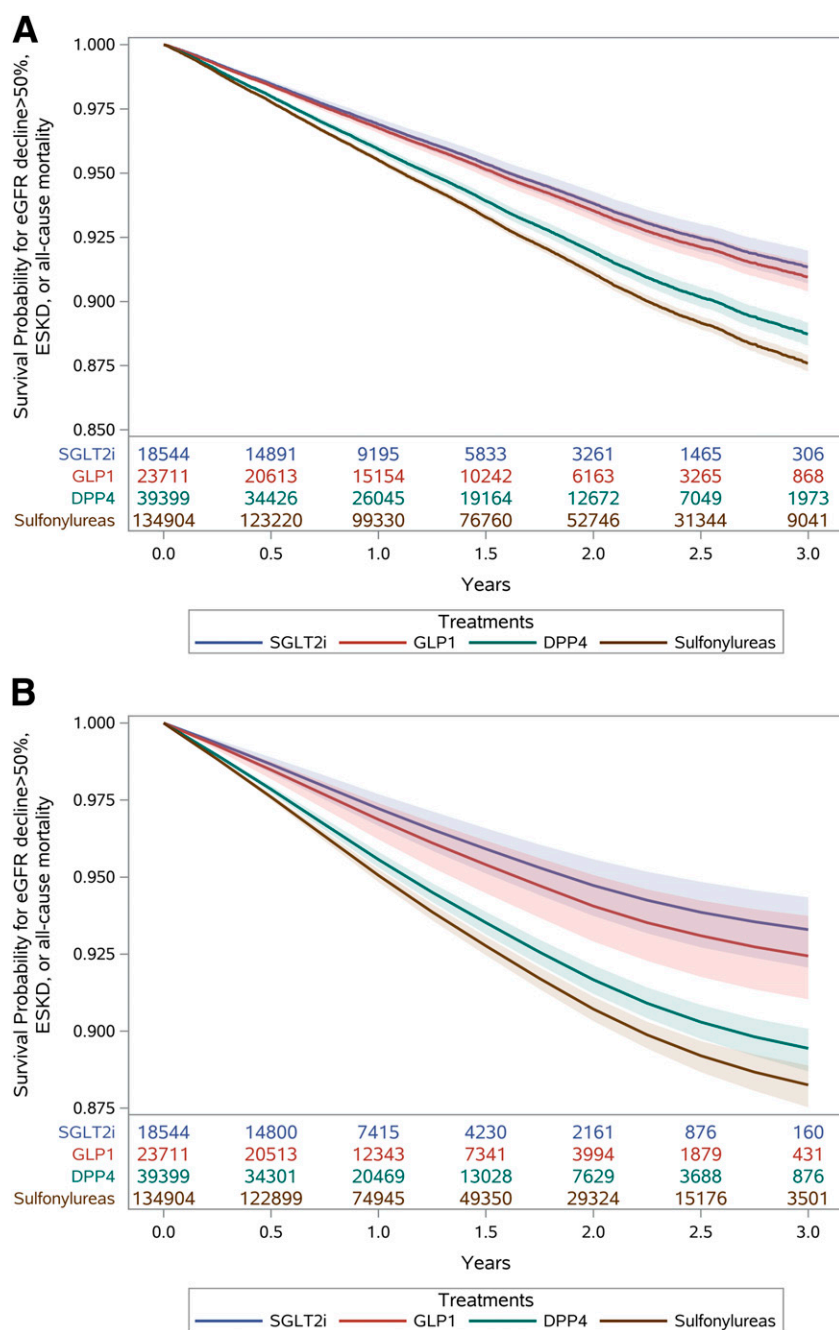 A
Survival Probability for eGFR decline>50%,
ESKD, or all-cause mortality
1.000
0.975
0.950
0.925
0.900
0.875
0.850
SGLT2i 18544 14891 9195 5833 3261 1465 306
GLP1 23711 20613 15154 10242 6163 3265 868
DPP4 39399 34426 26045 19164 12672 7049 1973
Sulfonylureas 134904 123220 99330 76760 52746 31344 9041
0.0 0.5 1.0 1.5 2.0 2.5 3.0
Years
Treatments
SGLT2i GLP1 DPP4 Sulfonylureas
B
Survival Probability for eGFR decline>50%,
ESKD, or all-cause mortality
1.000
0.975
0.950
0.925
0.900
0.875
SGLT2i 18544 14800 7415 4230 2161 876 160
GLP1 23711 20513 12343 7341 3994 1879 431
DPP4 39399 34301 20469 13028 7629 3688 876
Sulfonylureas 134904 122899 74945 49350 29324 15176 3501
0.0 0.5 1.0 1.5 2.0 2.5 3.0
Years
Treatments
SGLT2i GLP1 DPP4 Sulfonylureas